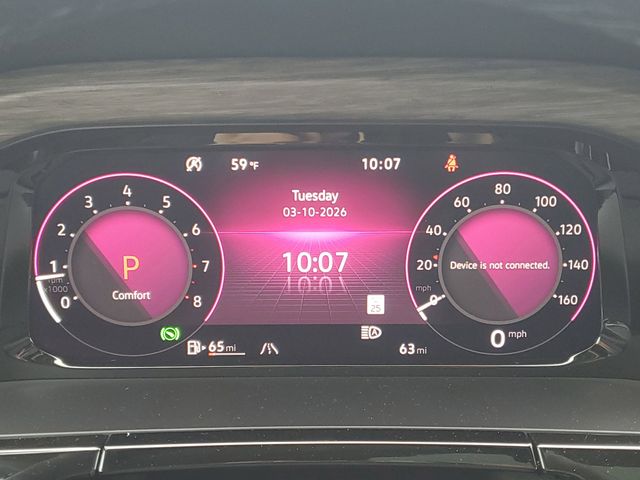 59 °F
10:07
Tuesday
03-10-2026
10:07
25
65 mi
63 mi
0
1
2
3
4
5
6
7
8
x1000
P
Comfort
0
20
40
60
80
100
120
140
160
mph
Device is not connected.
0 mph